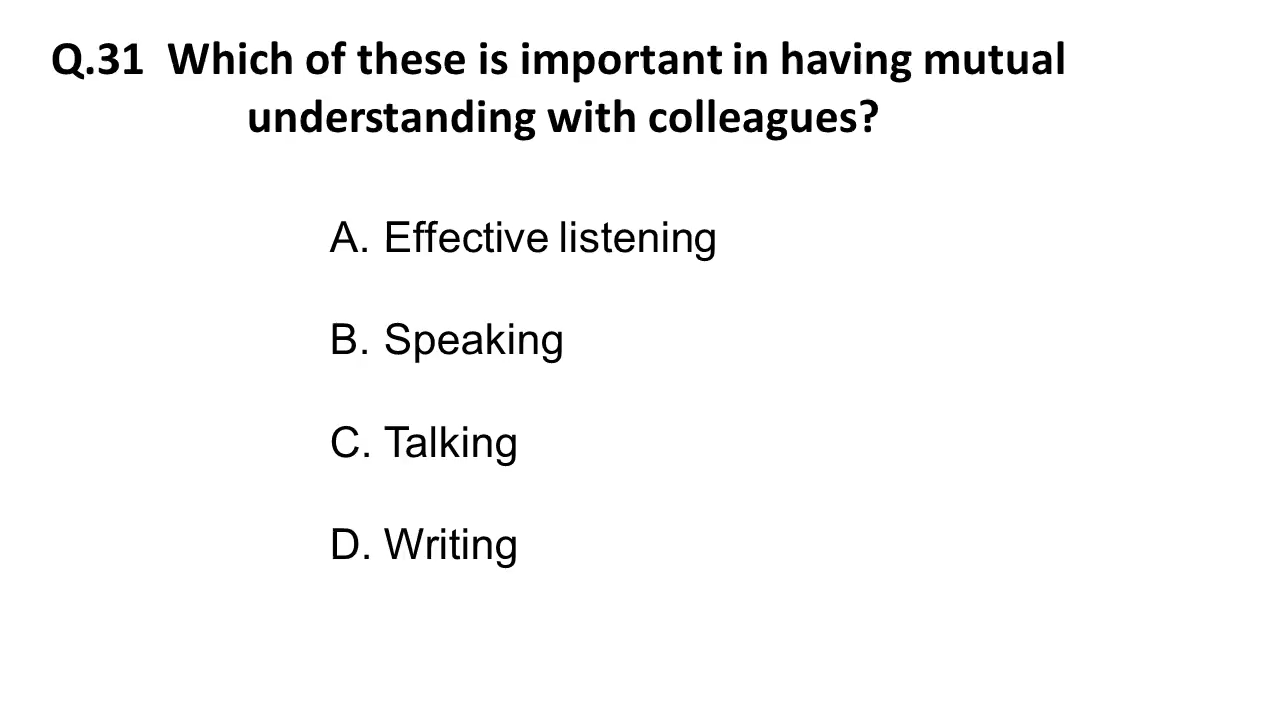 Q.31 Which of these is important in having mutual
understanding with colleagues?
A. Effective listening
B. Speaking
C. Talking
D. Writing